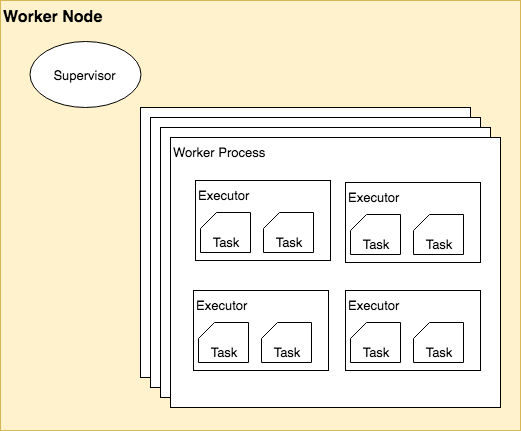 Worker Node
Supervisor
Worker Process
Executor
Task
Task
Executor
Task
Task
Executor
Task
Task
Executor
Task
Task